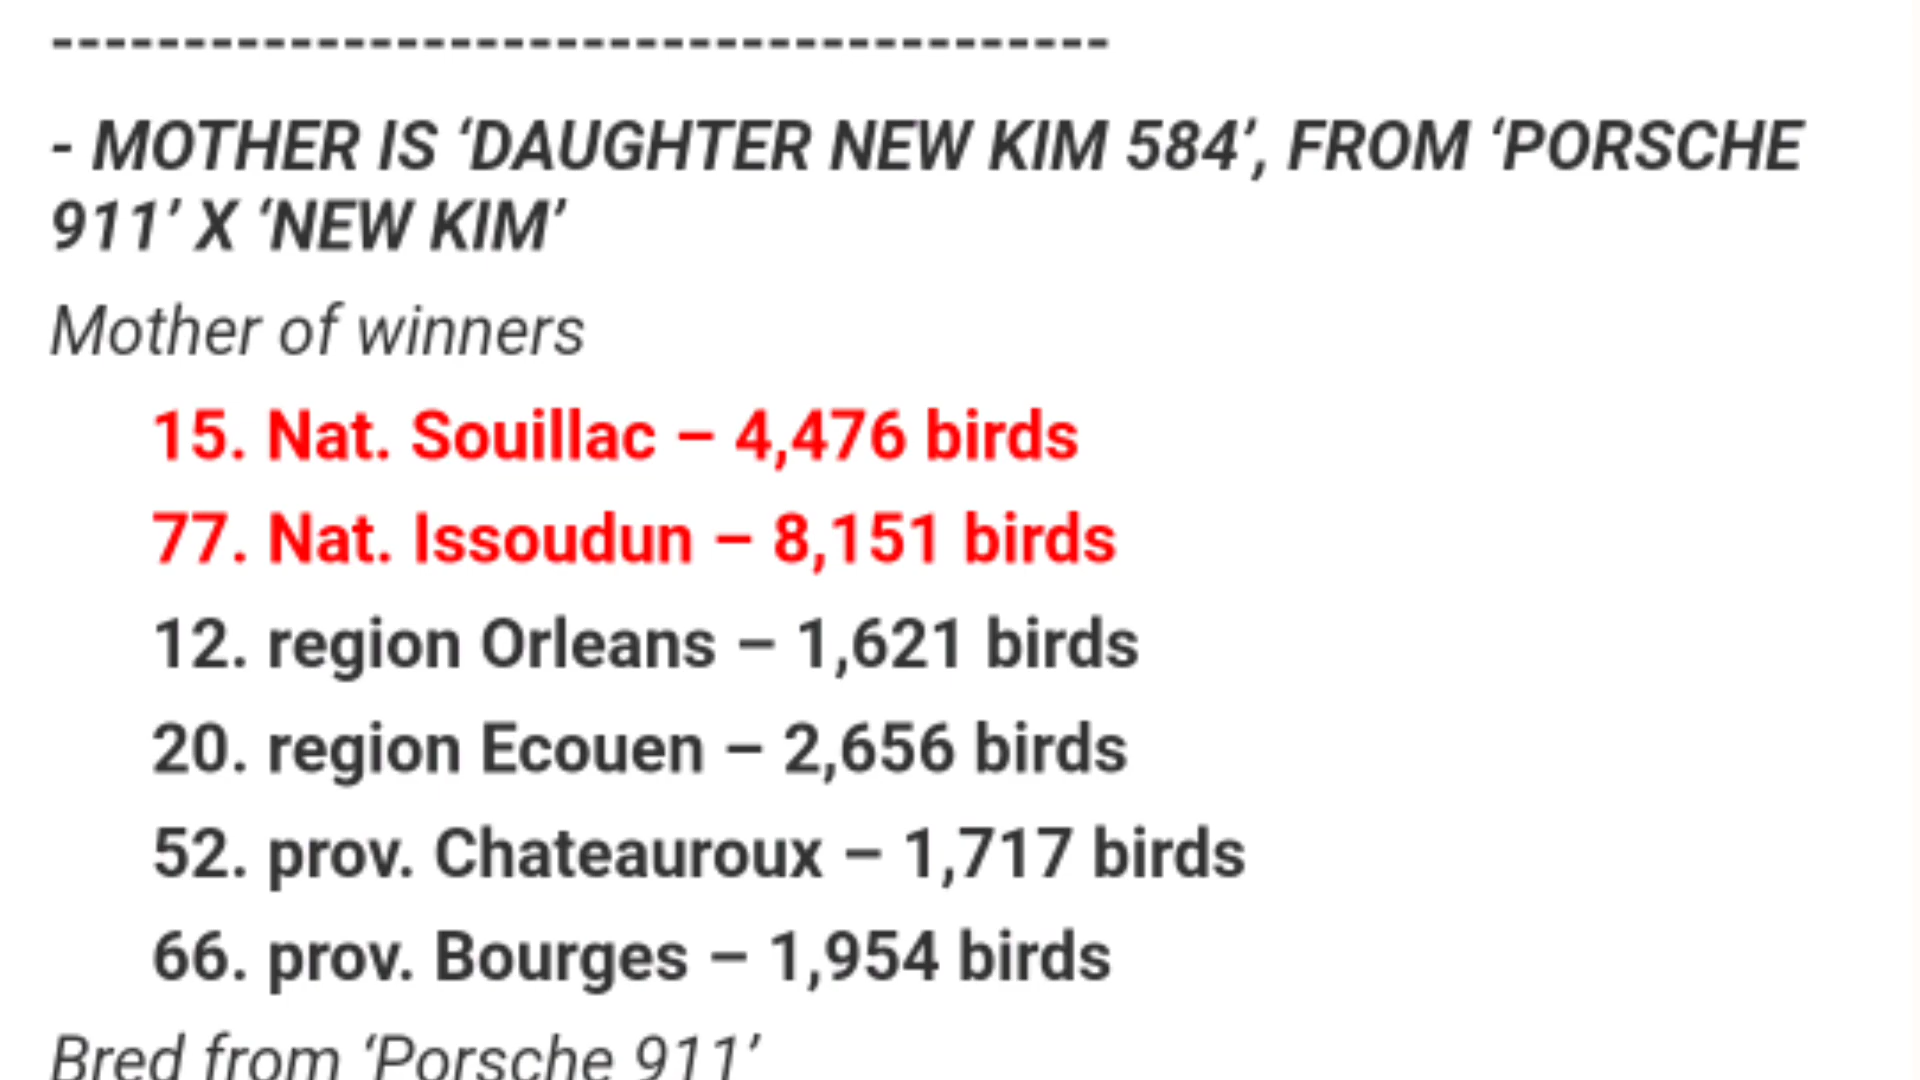 -----------------------------------------
- MOTHER IS ‘DAUGHTER NEW KIM 584’, FROM ‘PORSCHE
911’ X ‘NEW KIM’
Mother of winners
15. Nat. Souillac – 4,476 birds
77. Nat. Issoudun – 8,151 birds
12. region Orleans – 1,621 birds
20. region Ecouen – 2,656 birds
52. prov. Chateauroux – 1,717 birds
66. prov. Bourges – 1,954 birds
Bred from ‘Porsche 911’